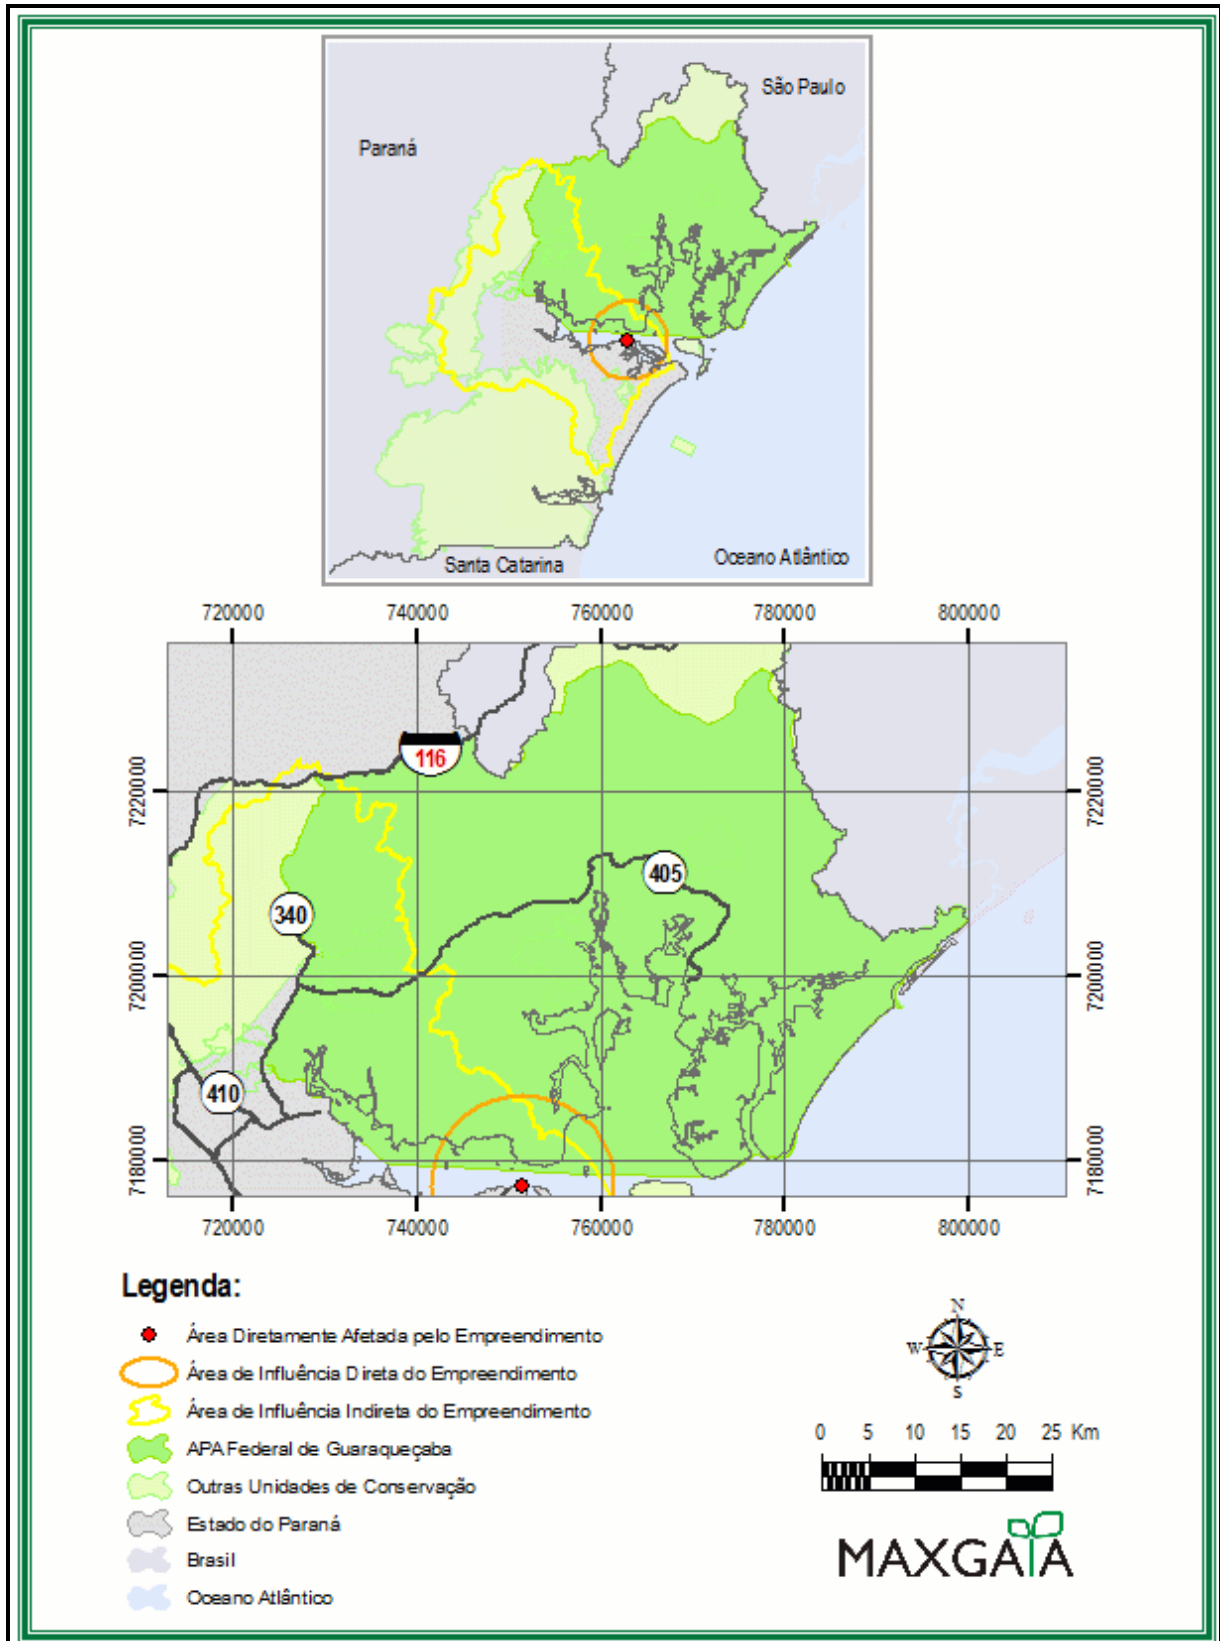 São Paulo
Paraná
Santa Catarina
Oceano Atlântico
720000 740000 760000 780000 800000
116
7220000 7220000
405
340
7200000 7200000
410
7180000 7180000
720000 740000 760000 780000 800000
Legenda:
Área Diretamente Afetada pelo Empreendimento
Área de Influência Direta do Empreendimento
Área de Influência Indireta do Empreendimento
APA Federal de Guaraqueçaba
Outras Unidades de Conservação
Estado do Paraná
Brasil
Oceano Atlântico
N
W E
S
0 5 10 15 20 25 Km
MAXGAIA